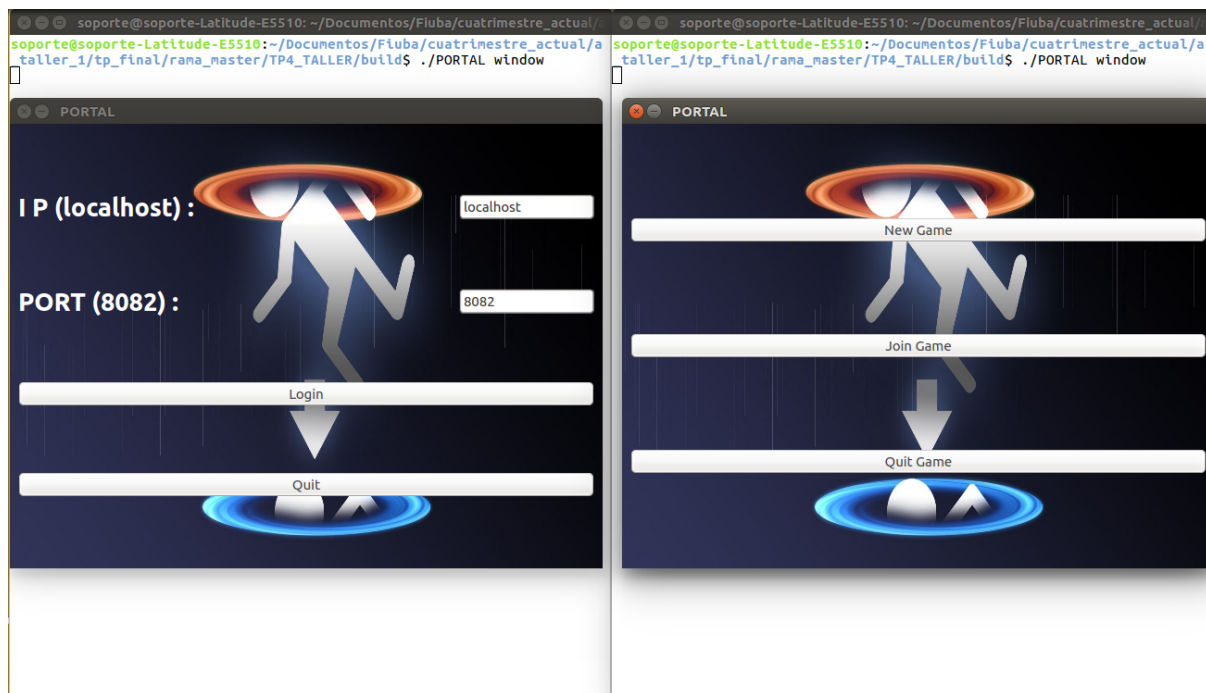 soporte@soporte-Latitude-E5510: ~/Documentos/Fiuba/cuatrimestre_actual/
soporte@soporte-Latitude-E5510:~/Documentos/Fiuba/cuatrimestre_actual/a
_taller_1/tp_final/rama_master/TP4_TALLER/build$ ./PORTAL window
PORTAL
I P (localhost) :
localhost
PORT (8082) :
8082
Login
Quit
soporte@soporte-Latitude-E5510: ~/Documentos/Fiuba/cuatrimestre_actual/a
soporte@soporte-Latitude-E5510:~/Documentos/Fiuba/cuatrimestre_actual/a
_taller_1/tp_final/rama_master/TP4_TALLER/build$ ./PORTAL window
PORTAL
New Game
Join Game
Quit Game